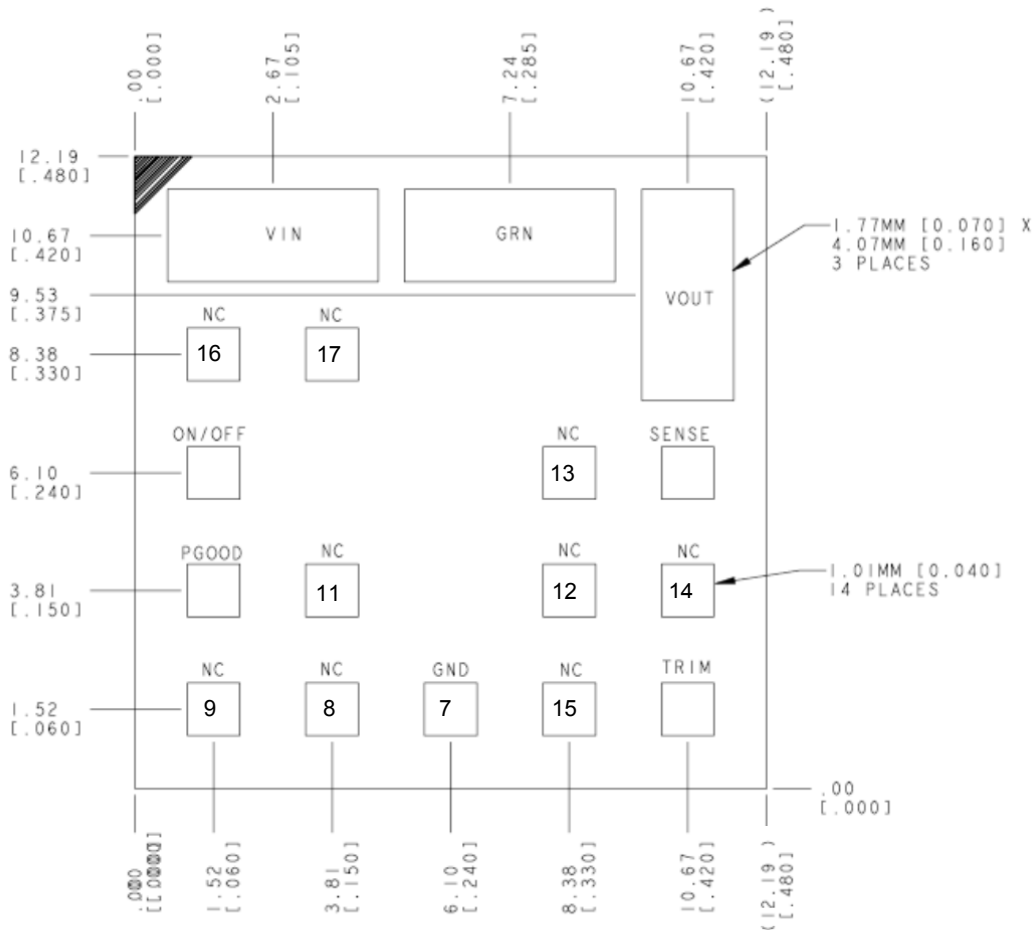 .00
[.000]
2.67
[.105]
7.24
[.285]
10.67
[.420]
(12.19 )
[.480]
12.19
[.480]
10.67
[.420]
9.53
[.375]
VIN
GRN
VOUT
1.77MM [0.070] X
4.07MM [0.160]
3 PLACES
NC
NC
8.38
[.330]
16
17
ON/OFF
NC
SENSE
6.10
[.240]
13
PGOOD
NC
NC
NC
3.81
[.150]
11
12
14
1.01MM [0.040]
14 PLACES
NC
NC
GND
NC
TRIM
1.52
[.060]
9
8
7
15
.00
[.000]
1.52
[.060]
3.81
[.150]
6.10
[.240]
8.38
[.330]
10.67
[.420]
(12.19 )
[.480]